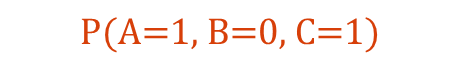 P(A=1, B=0, C=1)